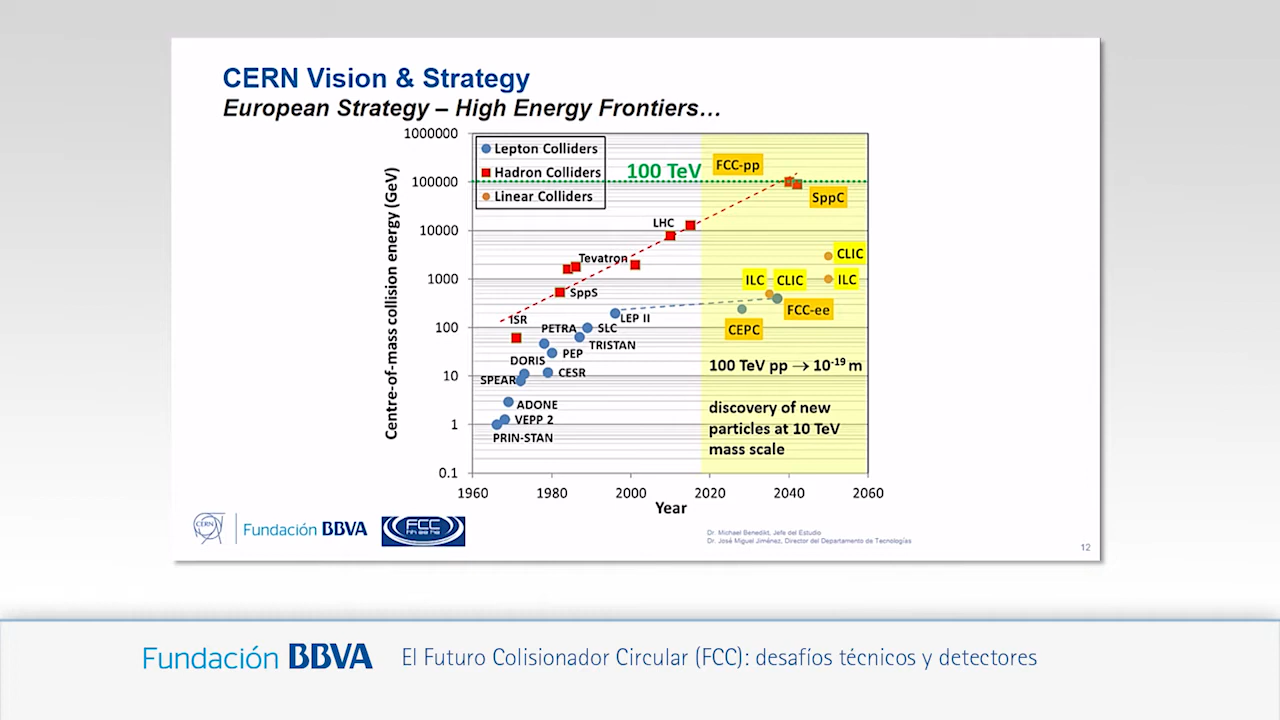 CERN Vision & Strategy
European Strategy – High Energy Frontiers…
1000000
100000
10000
1000
100
10
1
0.1
Centre-of-mass collision energy (GeV)
Lepton Colliders
Hadron Colliders
Linear Colliders
100 TeV
FCC-pp
SppC
LHC
Tevatron
CLIC
ILC
CLIC
ILC
SppS
FCC-ee
ISR
LEP II
PETRA
SLC
CEPC
TRISTAN
DORIS
PEP
SPEAR
CESR
ADONE
VEPP 2
PRIN-STAN
100 TeV pp → 10-19 m
discovery of new
particles at 10 TeV
mass scale
1960
1980
2000
2020
2040
2060
Year
CERN
Fundación BBVA
FCC
hh ee he
Dr. Michael Benedikt, Jefe del Estudio
Dr. José Miguel Jiménez, Director del Departamento de Tecnologías
12
Fundación BBVA
El Futuro Colisionador Circular (FCC): desafíos técnicos y detectores